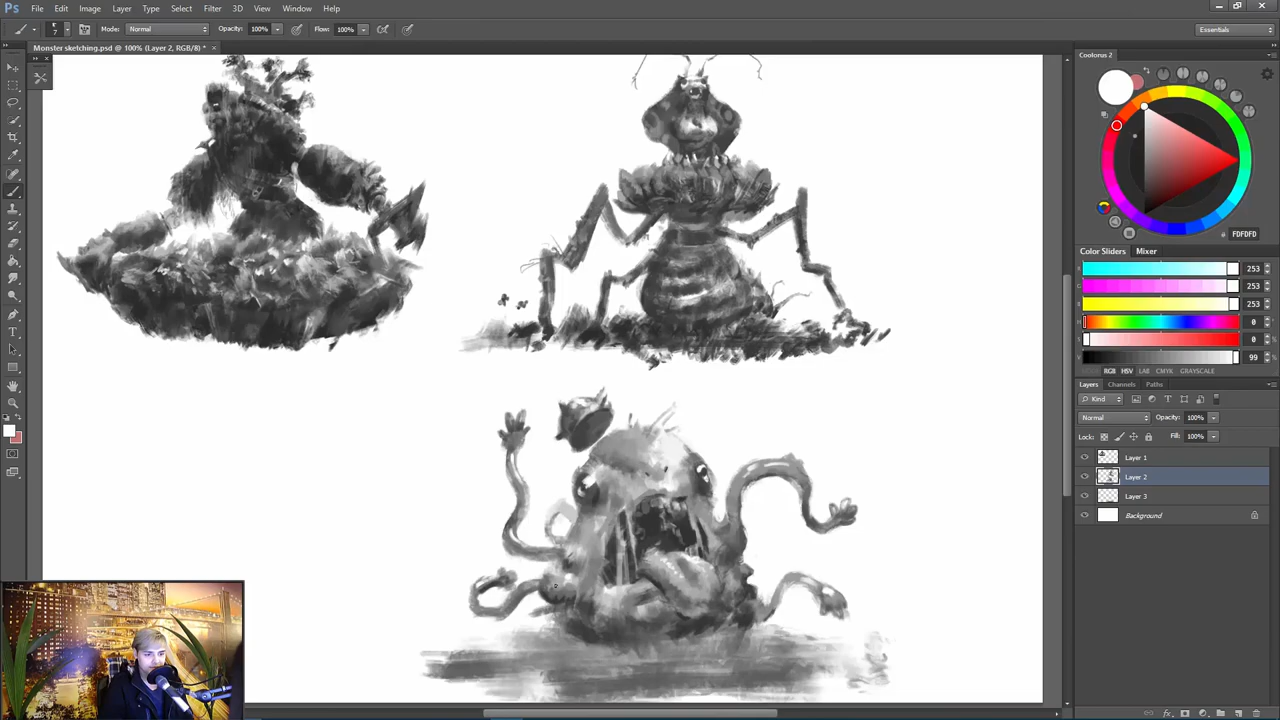 Ps File Edit Image Layer Type Select Filter 3D View Window Help
7 Mode: Normal Opacity: 100% Flow: 100% Essentials
Monster sketching.psd @ 100% (Layer 2, RGB/8) *
Coolorus 2
FDFDFD
Color Sliders Mixer
253
253
253
0
0
99
RGB HSV LAB CMYK GRAYSCALE
Layers Channels Paths
Kind
Normal Opacity: 100%
Lock: Fill: 100%
Layer 1
Layer 2
Layer 3
Background